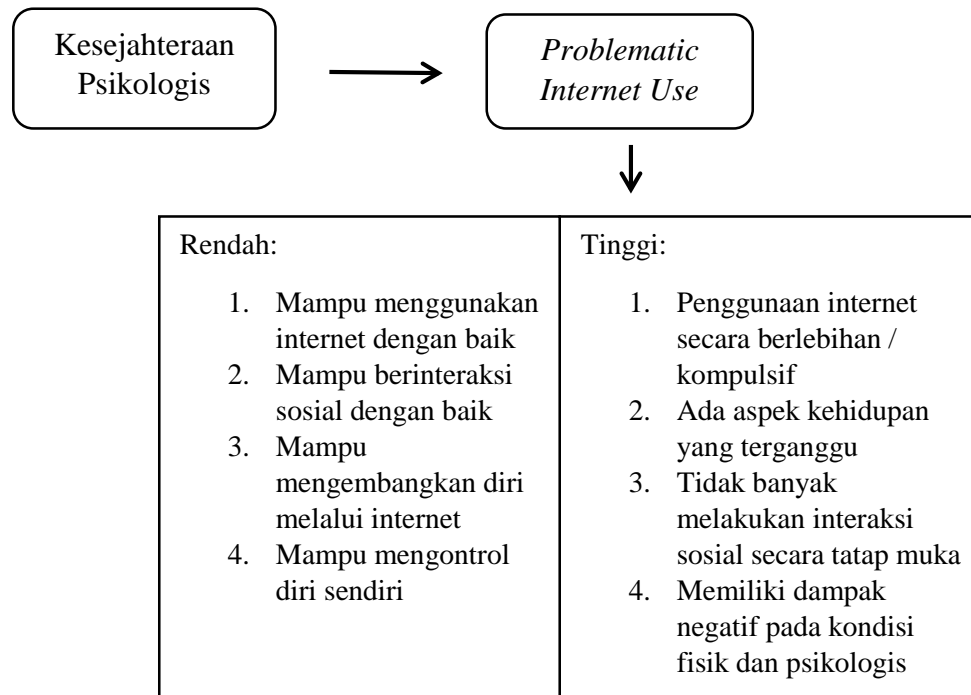 Kesejahteraan
Psikologis
Problematic
Internet Use
Rendah:
1. Mampu menggunakan
internet dengan baik
2. Mampu berinteraksi
sosial dengan baik
3. Mampu
mengembangkan diri
melalui internet
4. Mampu mengontrol
diri sendiri
Tinggi:
1. Penggunaan internet
secara berlebihan /
kompulsif
2. Ada aspek kehidupan
yang terganggu
3. Tidak banyak
melakukan interaksi
sosial secara tatap muka
4. Memiliki dampak
negatif pada kondisi
fisik dan psikologis